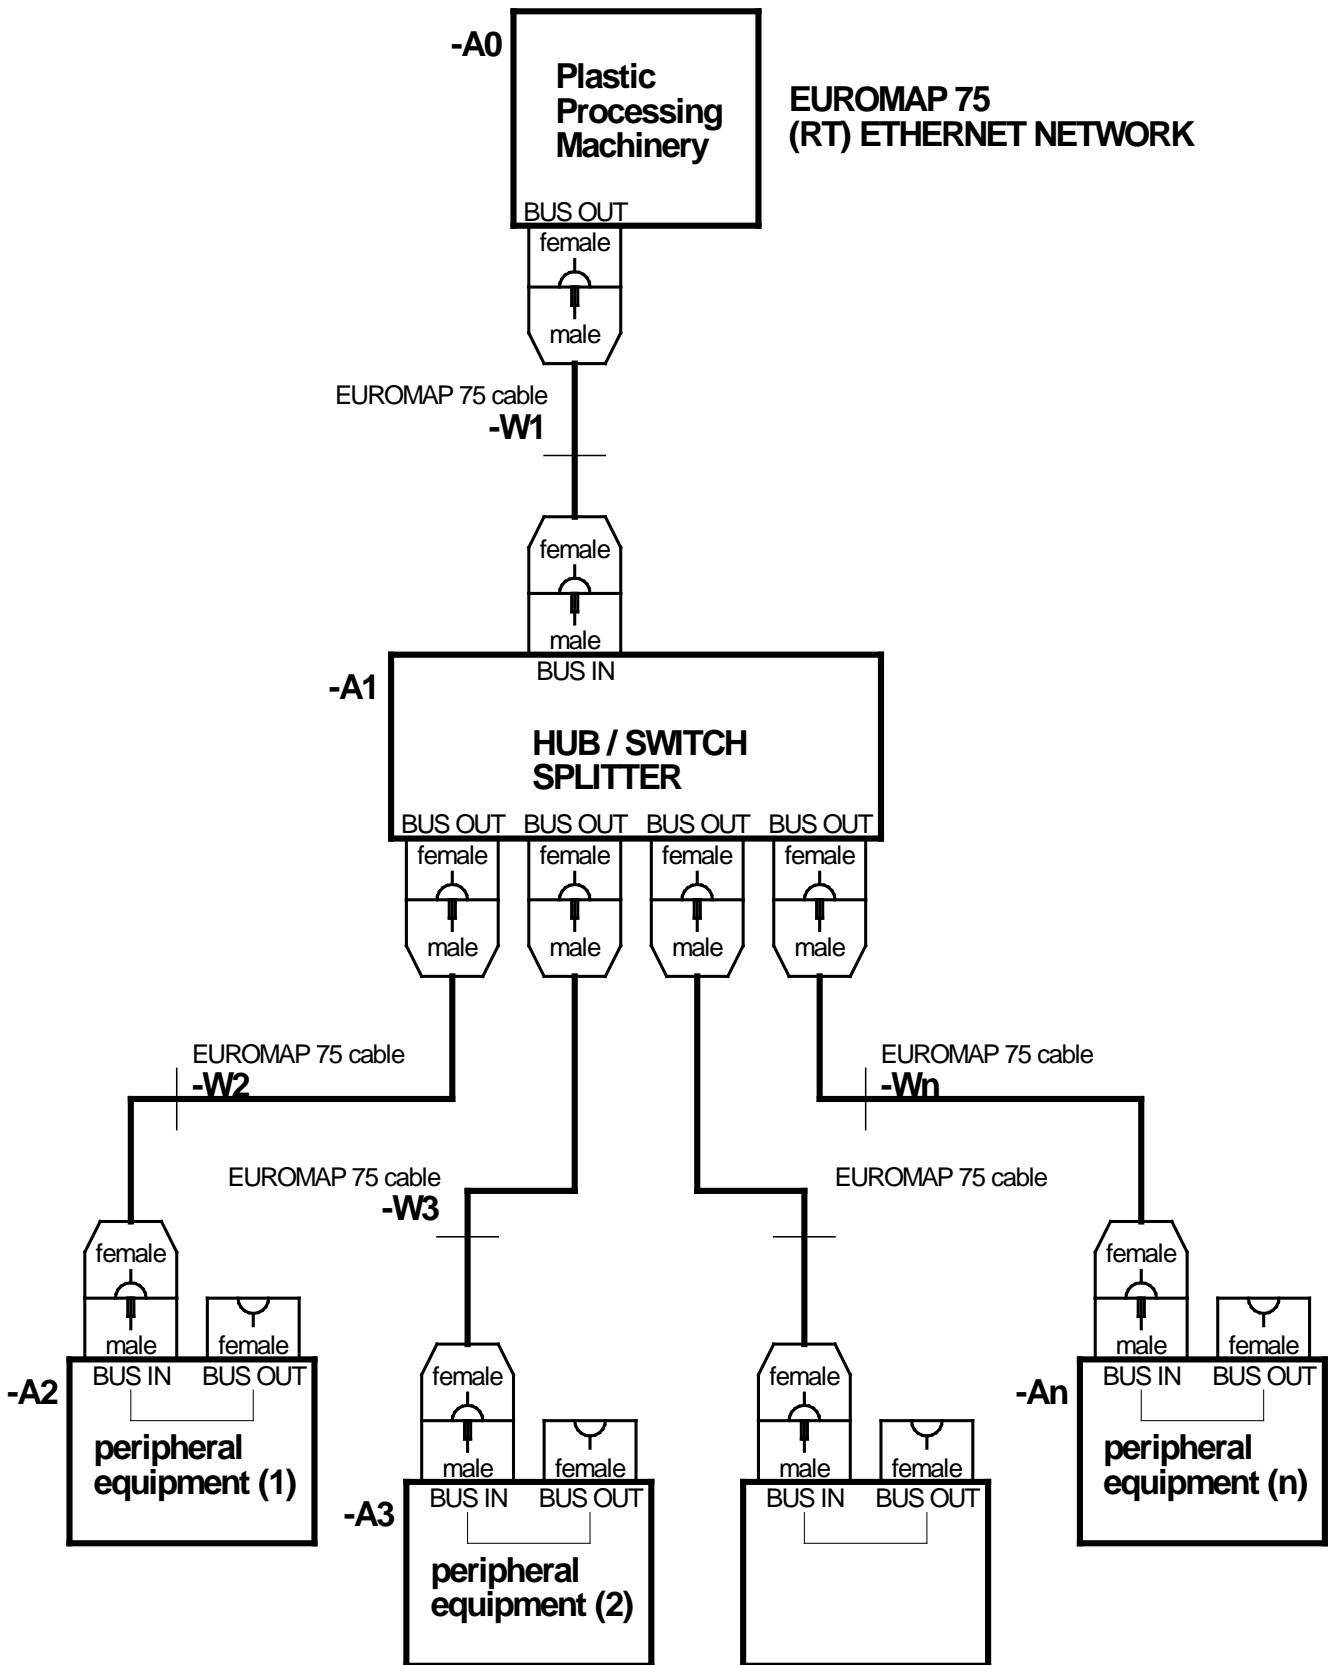 -A0
Plastic
Processing
Machinery
EUROMAP 75
(RT) ETHERNET NETWORK
BUS OUT
female
male
EUROMAP 75 cable
-W1
female
male
BUS IN
-A1
HUB / SWITCH
SPLITTER
BUS OUT BUS OUT BUS OUT BUS OUT
female female female female
male male male male
EUROMAP 75 cable
-W2
EUROMAP 75 cable
-Wn
EUROMAP 75 cable
-W3
EUROMAP 75 cable
female
male female
BUS IN BUS OUT
-A2
peripheral
equipment (1)
female
male female
BUS IN BUS OUT
-A3
peripheral
equipment (2)
female
male female
BUS IN BUS OUT
female
male female
BUS IN BUS OUT
-An
peripheral
equipment (n)